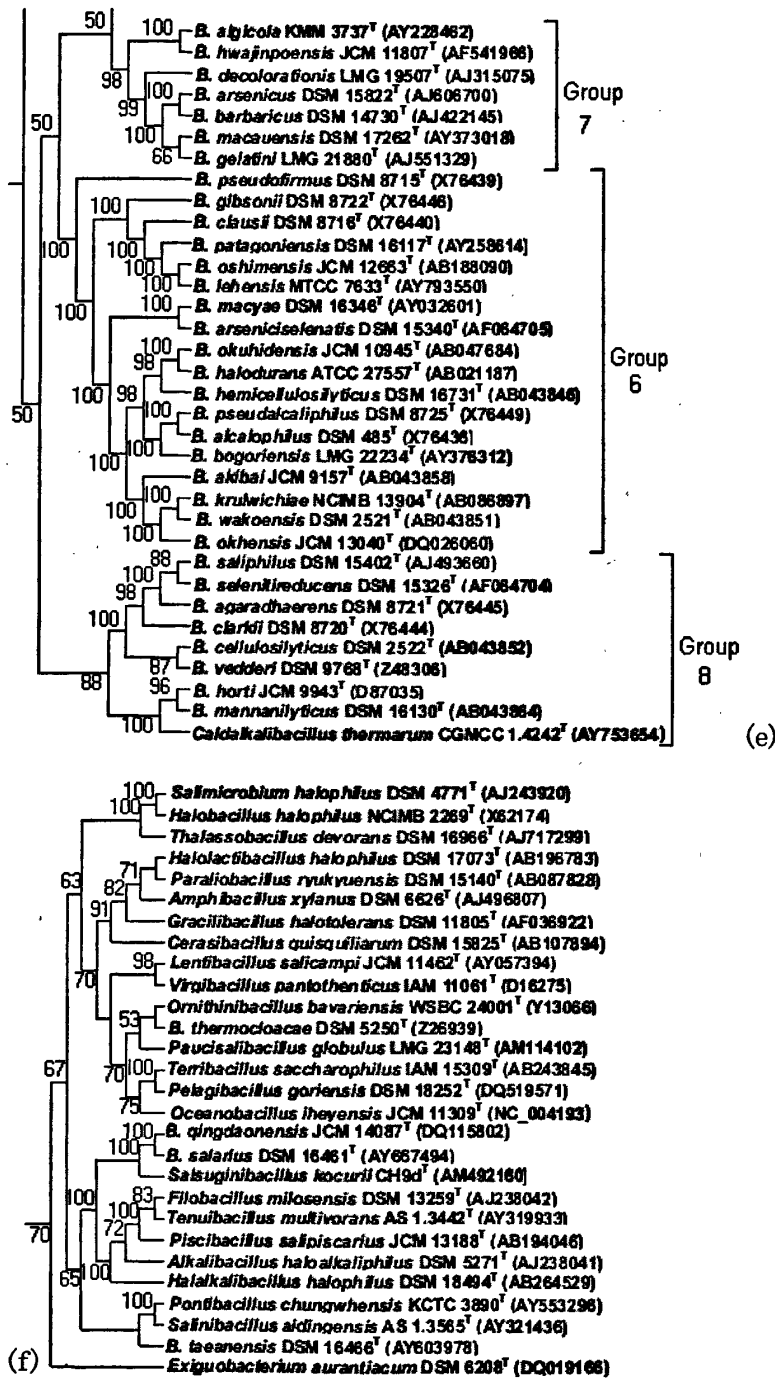 50
100
B. algicola KMM 3737T (AY228462)
B. hwajinpoensis JCM 11807T (AF541966)
98
B. decolorationis LMG 19507T (AJ315075)
50
99
100
B. arsenicus DSM 15822T (AJ606700)
B. barbaricus DSM 14730T (AJ422145)
100
B. macauensis DSM 17262T (AY373018)
66
B. gelatini LMG 21880T (AJ551329)
Group
7
B. pseudofirmus DSM 8715T (X76439)
100
B. gibsonii DSM 8722T (X76446)
B. clausii DSM 8716T (X76440)
100
100
B. patagoniensis DSM 16117T (AY258614)
B. oshimensis JCM 12663T (AB188090)
100
100
100
B. lehensis MTCC 7633T (AY793550)
100
B. macyae DSM 16346T (AY032601)
B. arseniciselenatis DSM 15340T (AF064705)
100
B. okuhidensis JCM 10945T (AB047684)
98
B. halodurans ATCC 27557T (AB021187)
Group
6
100
98
B. hemicellulosilyticus DSM 16731T (AB043846)
50
100
B. pseudalcaliphilus DSM 8725T (X76449)
B. alcalophilus DSM 485T (X76436)
100
100
B. bogoriensis LMG 22234T (AY376312)
B. akibai JCM 9157T (AB043858)
100
B. krulwichiae NCIMB 13904T (AB086897)
B. wakoensis DSM 2521T (AB043851)
100
B. okhensis JCM 13040T (DQ026060)
88
B. saliphilus DSM 15402T (AJ493660)
100
B. selenitireducens DSM 15326T (AF064704)
98
B. agaradhaerens DSM 8721T (X76445)
100
B. clarkii DSM 8720T (X76444)
B. cellulosilyticus DSM 2522T (AB043852)
87
B. vedderi DSM 9768T (Z48306)
Group
8
88
96
B. horti JCM 9943T (D87035)
B. mannanilyticus DSM 16130T (AB043864)
100
Caldalkalibacillus thermarum CGMCC 1.4242T (AY753654)
(e)
100
Salimicrobium halophilus DSM 4771T (AJ243920)
100
Halobacillus halophilus NCIMB 2269T (X62174)
Thalassobacillus devorans DSM 16966T (AJ717299)
71
Halolactibacillus halophilus DSM 17073T (AB196783)
63
82
Paraliobacillus ryukyuensis DSM 15140T (AB087828)
Amphibacillus xylanus DSM 6626T (AJ496807)
91
Gracilibacillus halotolerans DSM 11805T (AF036922)
Cerasibacillus quisquiliarum DSM 15825T (AB107894)
70
98
Lentibacillus salicampi JCM 11462T (AY057394)
Virgibacillus pantothenticus IAM 11061T (D16275)
Ornithinibacillus bavariensis WSBC 24001T (Y13066)
53
B. thermocloacae DSM 5250T (Z26939)
Paucisalibacillus globulus LMG 23148T (AM114102)
67
70
100
Terribacillus saccharophilus IAM 15309T (AB243845)
Pelagibacillus goriensis DSM 18252T (DQ519571)
75
Oceanobacillus iheyensis JCM 11309T (NC_004193)
100
B. qingdaonensis JCM 14087T (DQ115802)
100
B. salarius DSM 16461T (AY667494)
Salsuginibacillus kocurii CH9dT (AM492160)
100
83
Filobacillus milosensis DSM 13259T (AJ238042)
100
Tenuibacillus multivorans AS 1.3442T (AY319933)
70
72
Piscibacillus salipiscarius JCM 13188T (AB194046)
Alkalibacillus haloalkaliphilus DSM 5271T (AJ238041)
65
100
Halalkalibacillus halophilus DSM 18494T (AB264529)
100
Pontibacillus chungwhensis KCTC 3890T (AY553296)
Salinibacillus aidingensis AS 1.3565T (AY321436)
B. taeanensis DSM 16466T (AY603978)
(f)
Exiguobacterium aurantiacum DSM 6208T (DQ019166)